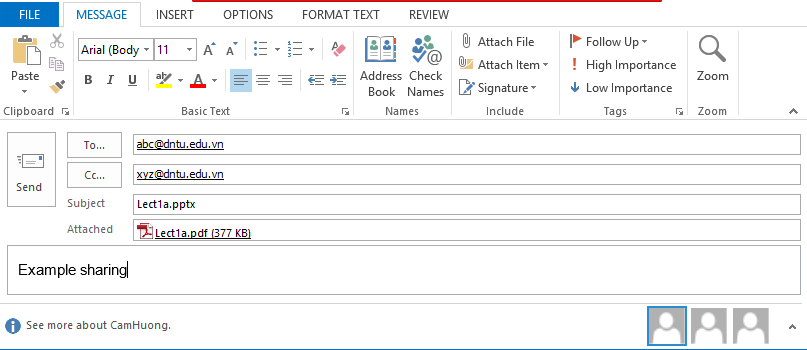 FILE MESSAGE INSERT OPTIONS FORMAT TEXT REVIEW
Paste
Clipboard
Arial (Body 11 A A
B I U ab A
Basic Text
Address Book
Check Names
Names
Attach File
Attach Item
Signature
Include
Follow Up
High Importance
Low Importance
Tags
Zoom
Zoom
Send
To... abc@dntu.edu.vn
Cc... xyz@dntu.edu.vn
Subject Lect1a.pptx
Attached Lect1a.pdf (377 KB)
Example sharing
See more about CamHuong.